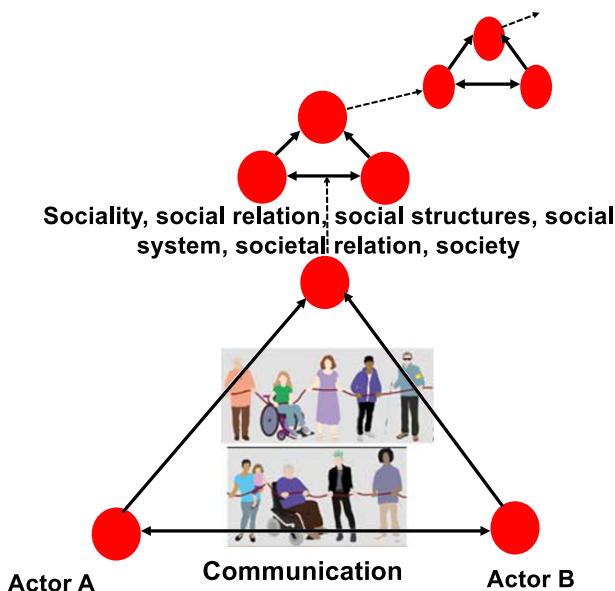 Sociality, social relation, social structures, social
system, societal relation, society
Communication
Actor A
Actor B